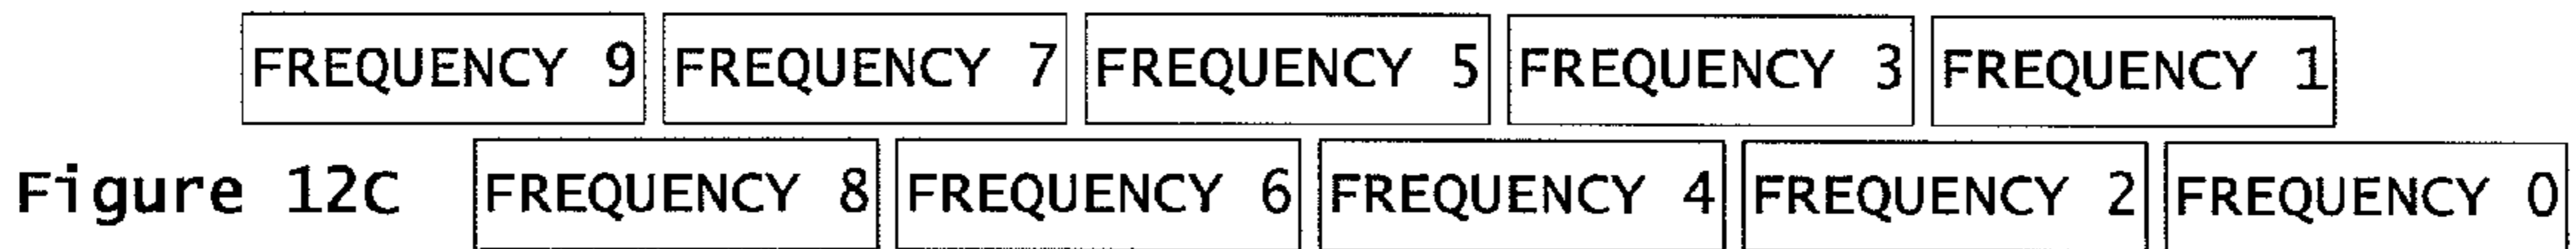 FREQUENCY 9 FREQUENCY 7 FREQUENCY 5 FREQUENCY 3 FREQUENCY 1
Figure 12C FREQUENCY 8 FREQUENCY 6 FREQUENCY 4 FREQUENCY 2 FREQUENCY 0